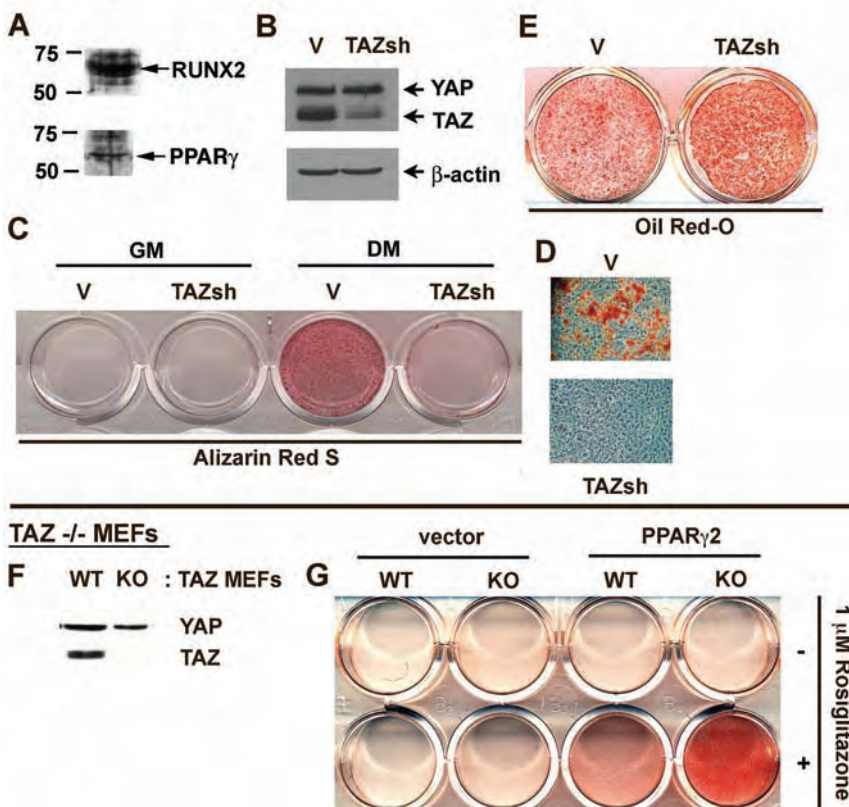 A
75
RUNX2
50
75
PPARγ
50
B
V TAZsh
YAP
TAZ
β-actin
E
V TAZsh
Oil Red-O
C
GM DM
V TAZsh V TAZsh
Alizarin Red S
D
V
TAZsh
TAZ -/- MEFs
F
WT KO : TAZ MEFs
YAP
TAZ
G
vector PPARγ2
WT KO WT KO
-
+
1 μM Rosiglitazone